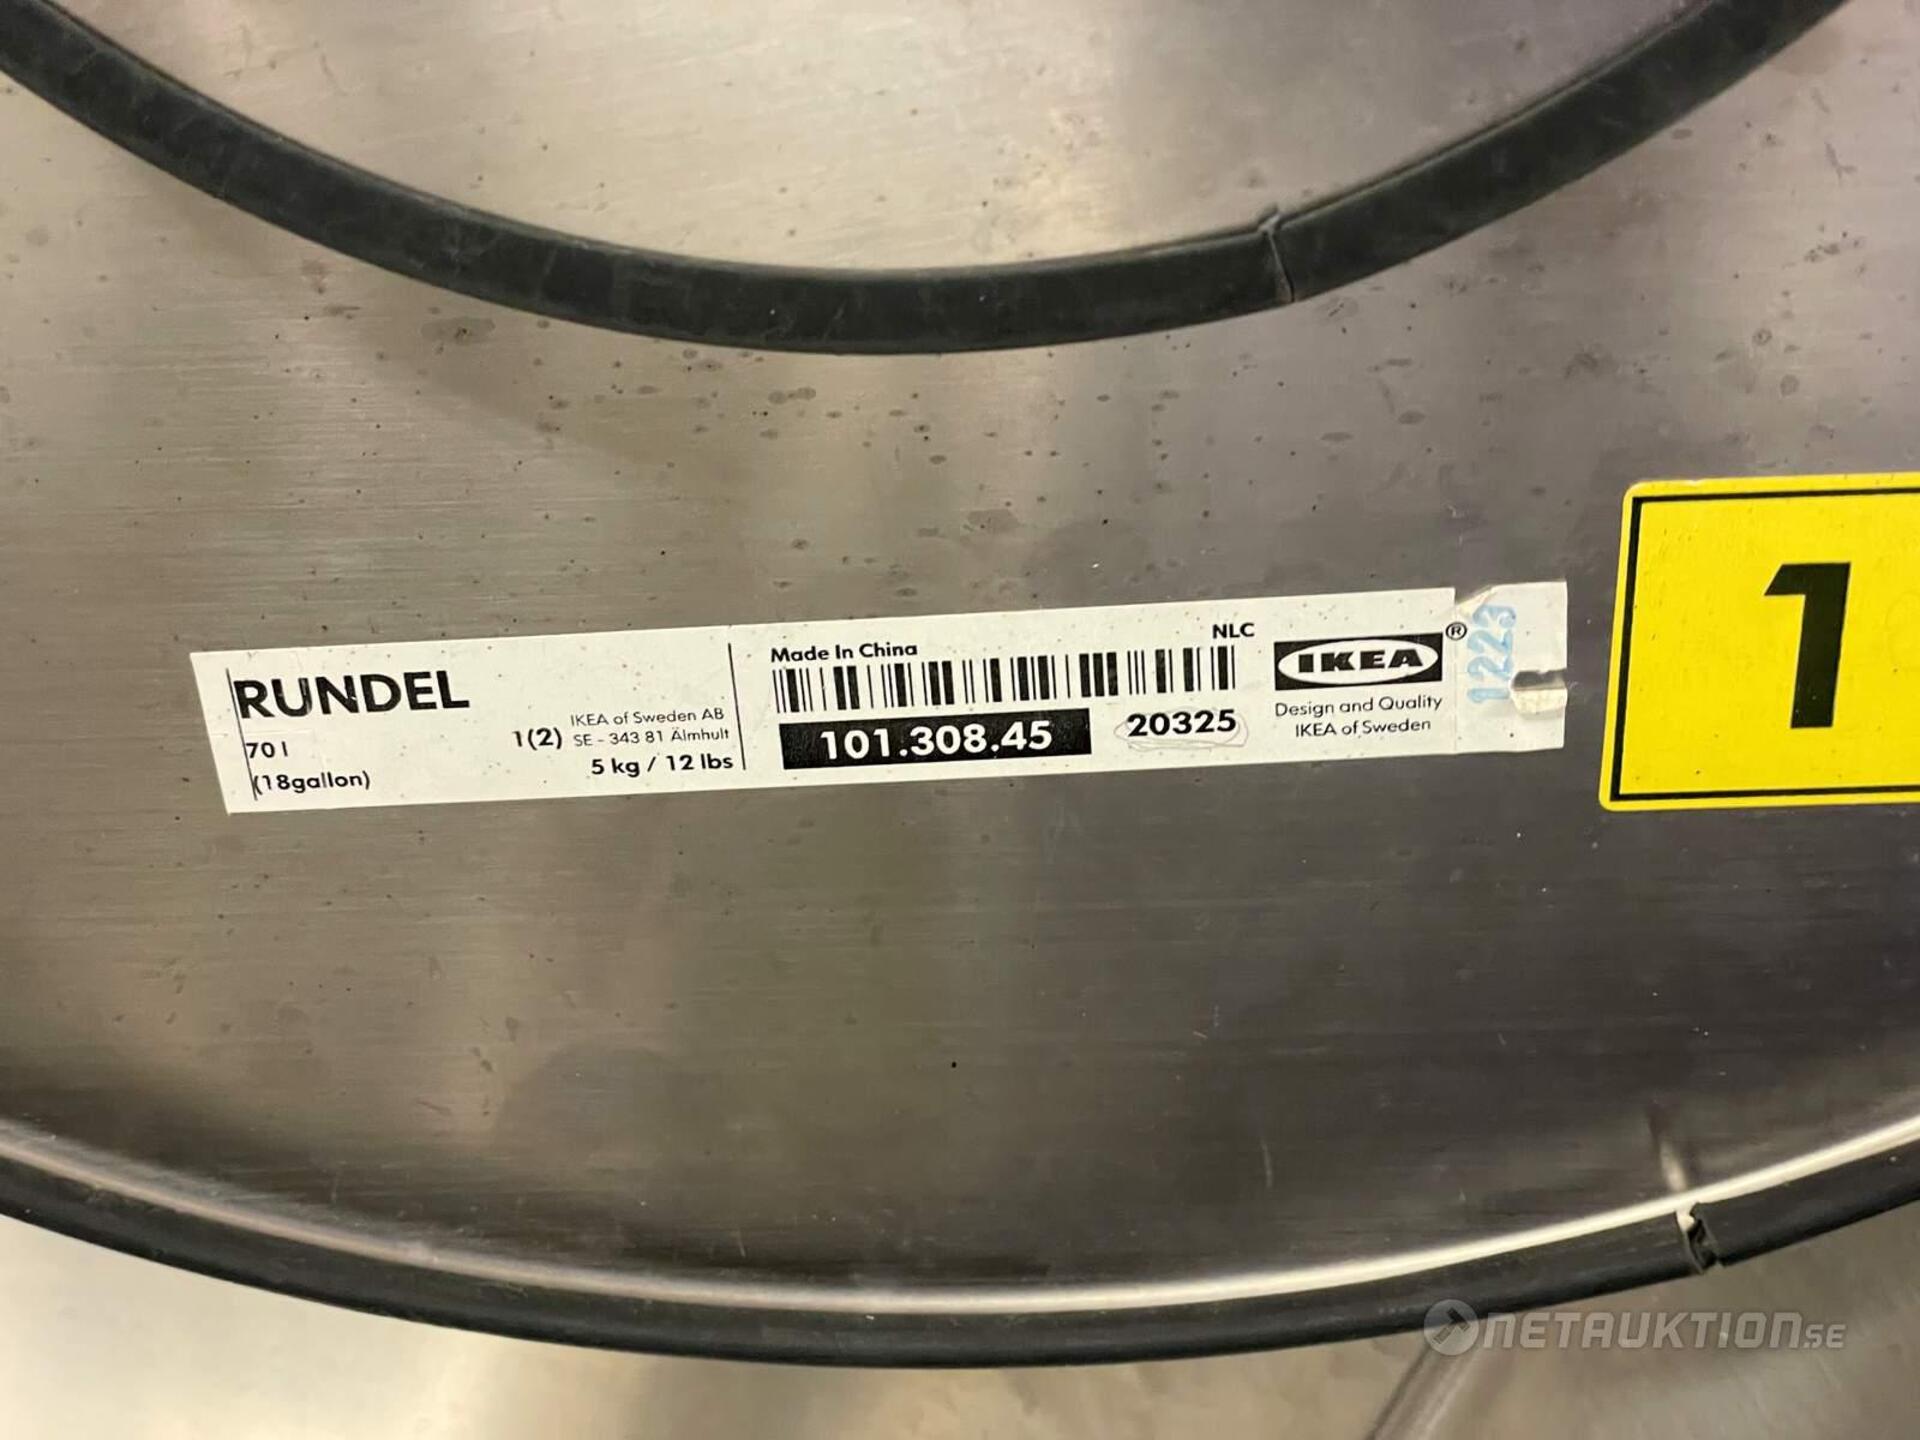 RUNDEL
70 l
(18gallon)
1(2)
IKEA of Sweden AB
SE - 343 81 Älmhult
5 kg / 12 lbs
Made In China
NLC
101.308.45
20325
IKEA®
Design and Quality
IKEA of Sweden
1223
1
NETAUKTION.SE